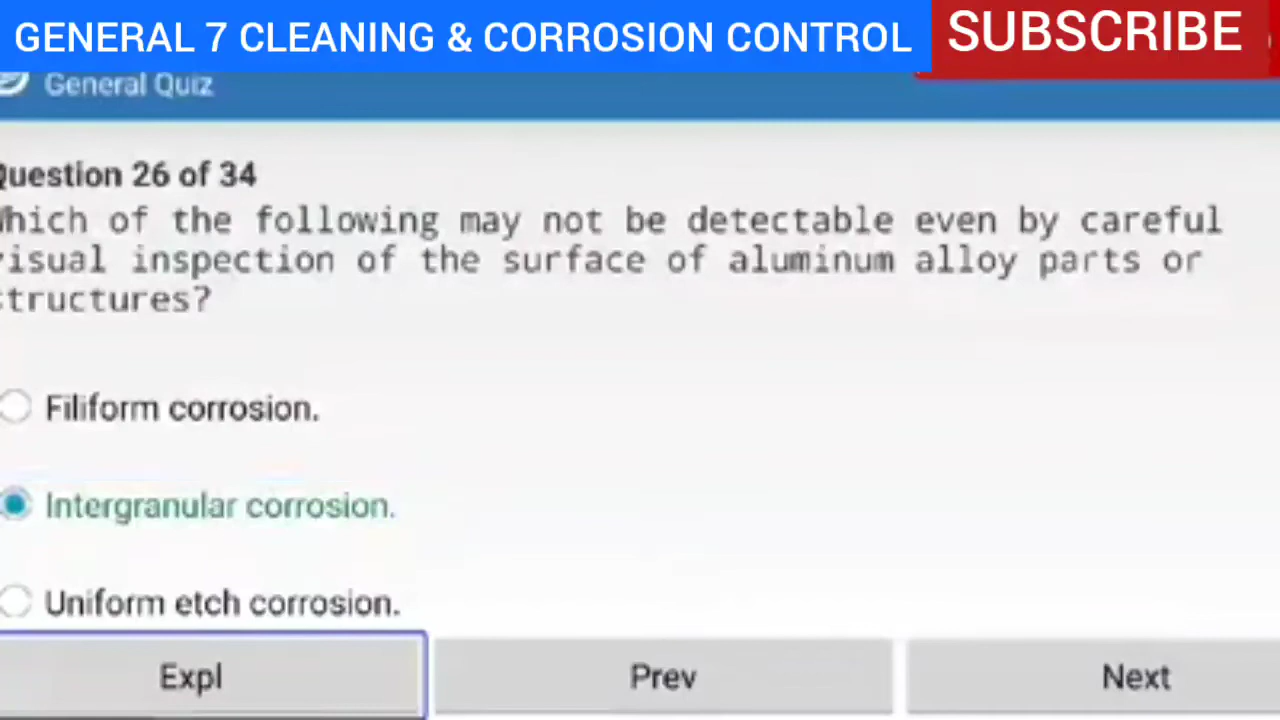 GENERAL 7 CLEANING & CORROSION CONTROL
SUBSCRIBE
General Quiz
Question 26 of 34
Which of the following may not be detectable even by careful
visual inspection of the surface of aluminum alloy parts or
structures?
Filiform corrosion.
Intergranular corrosion.
Uniform etch corrosion.
Expl
Prev
Next